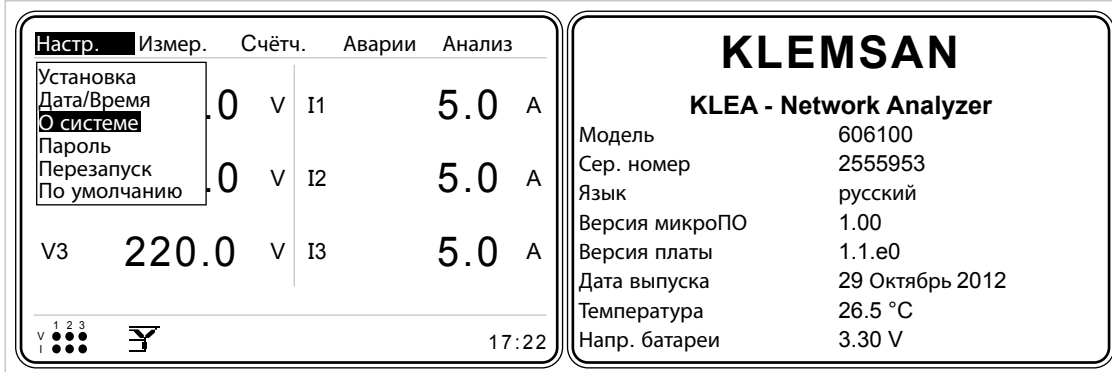 Настр. Измер. Счётч. Аварии Анализ
Установка
Дата/Время
О системе
Пароль
Перезапуск
По умолчанию
.0 V I1 5.0 A
.0 V I2 5.0 A
V3 220.0 V I3 5.0 A
1 2 3
V
I
17:22
KLEMSAN
KLEA - Network Analyzer
Модель 606100
Сер. номер 2555953
Язык русский
Версия микроПО 1.00
Версия платы 1.1.e0
Дата выпуска 29 Октябрь 2012
Температура 26.5 °C
Напр. батареи 3.30 V